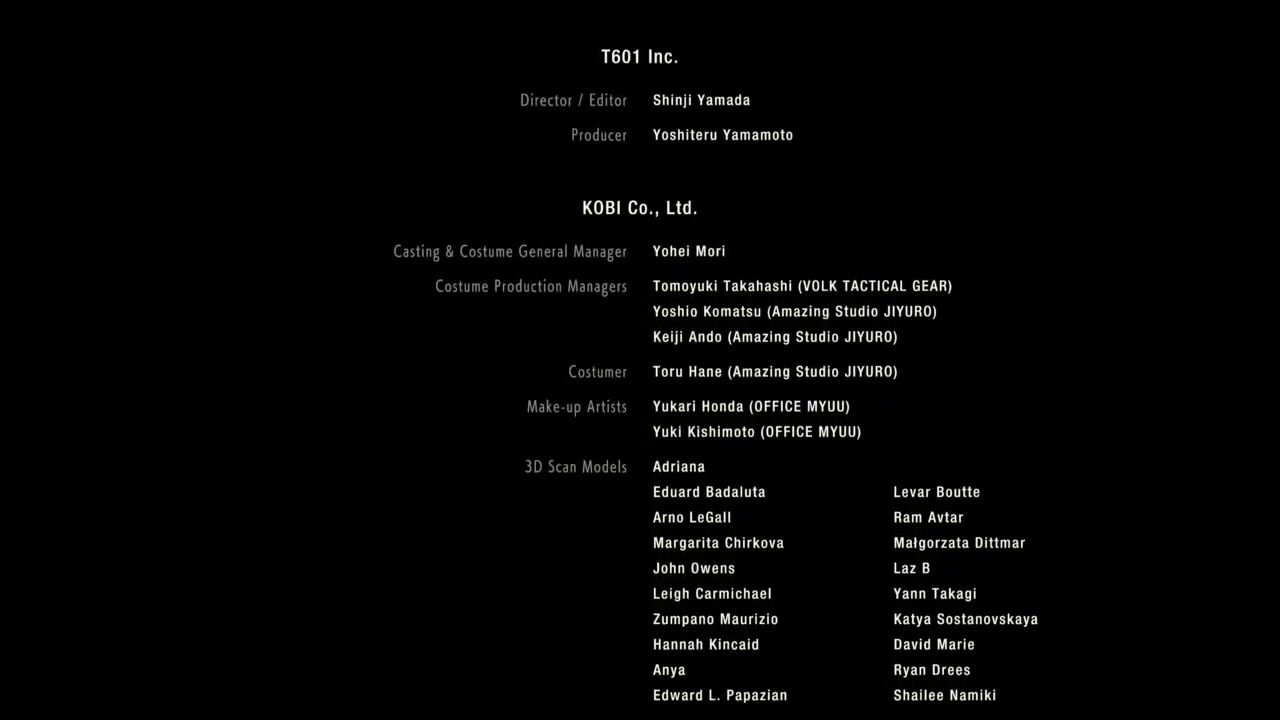 T601 Inc.
Director / Editor Shinji Yamada
Producer Yoshiteru Yamamoto
KOBI Co., Ltd.
Casting & Costume General Manager Yohei Mori
Costume Production Managers Tomoyuki Takahashi (VOLK TACTICAL GEAR)
Yoshio Komatsu (Amazing Studio JIYURO)
Keiji Ando (Amazing Studio JIYURO)
Costumer Toru Hane (Amazing Studio JIYURO)
Make-up Artists Yukari Honda (OFFICE MYUU)
Yuki Kishimoto (OFFICE MYUU)
3D Scan Models Adriana
Eduard Badaluta Levar Boutte
Arno LeGall Ram Avtar
Margarita Chirkova Małgorzata Dittmar
John Owens Laz B
Leigh Carmichael Yann Takagi
Zumpano Maurizio Katya Sostanovskaya
Hannah Kincaid David Marie
Anya Ryan Drees
Edward L. Papazian Shailee Namiki